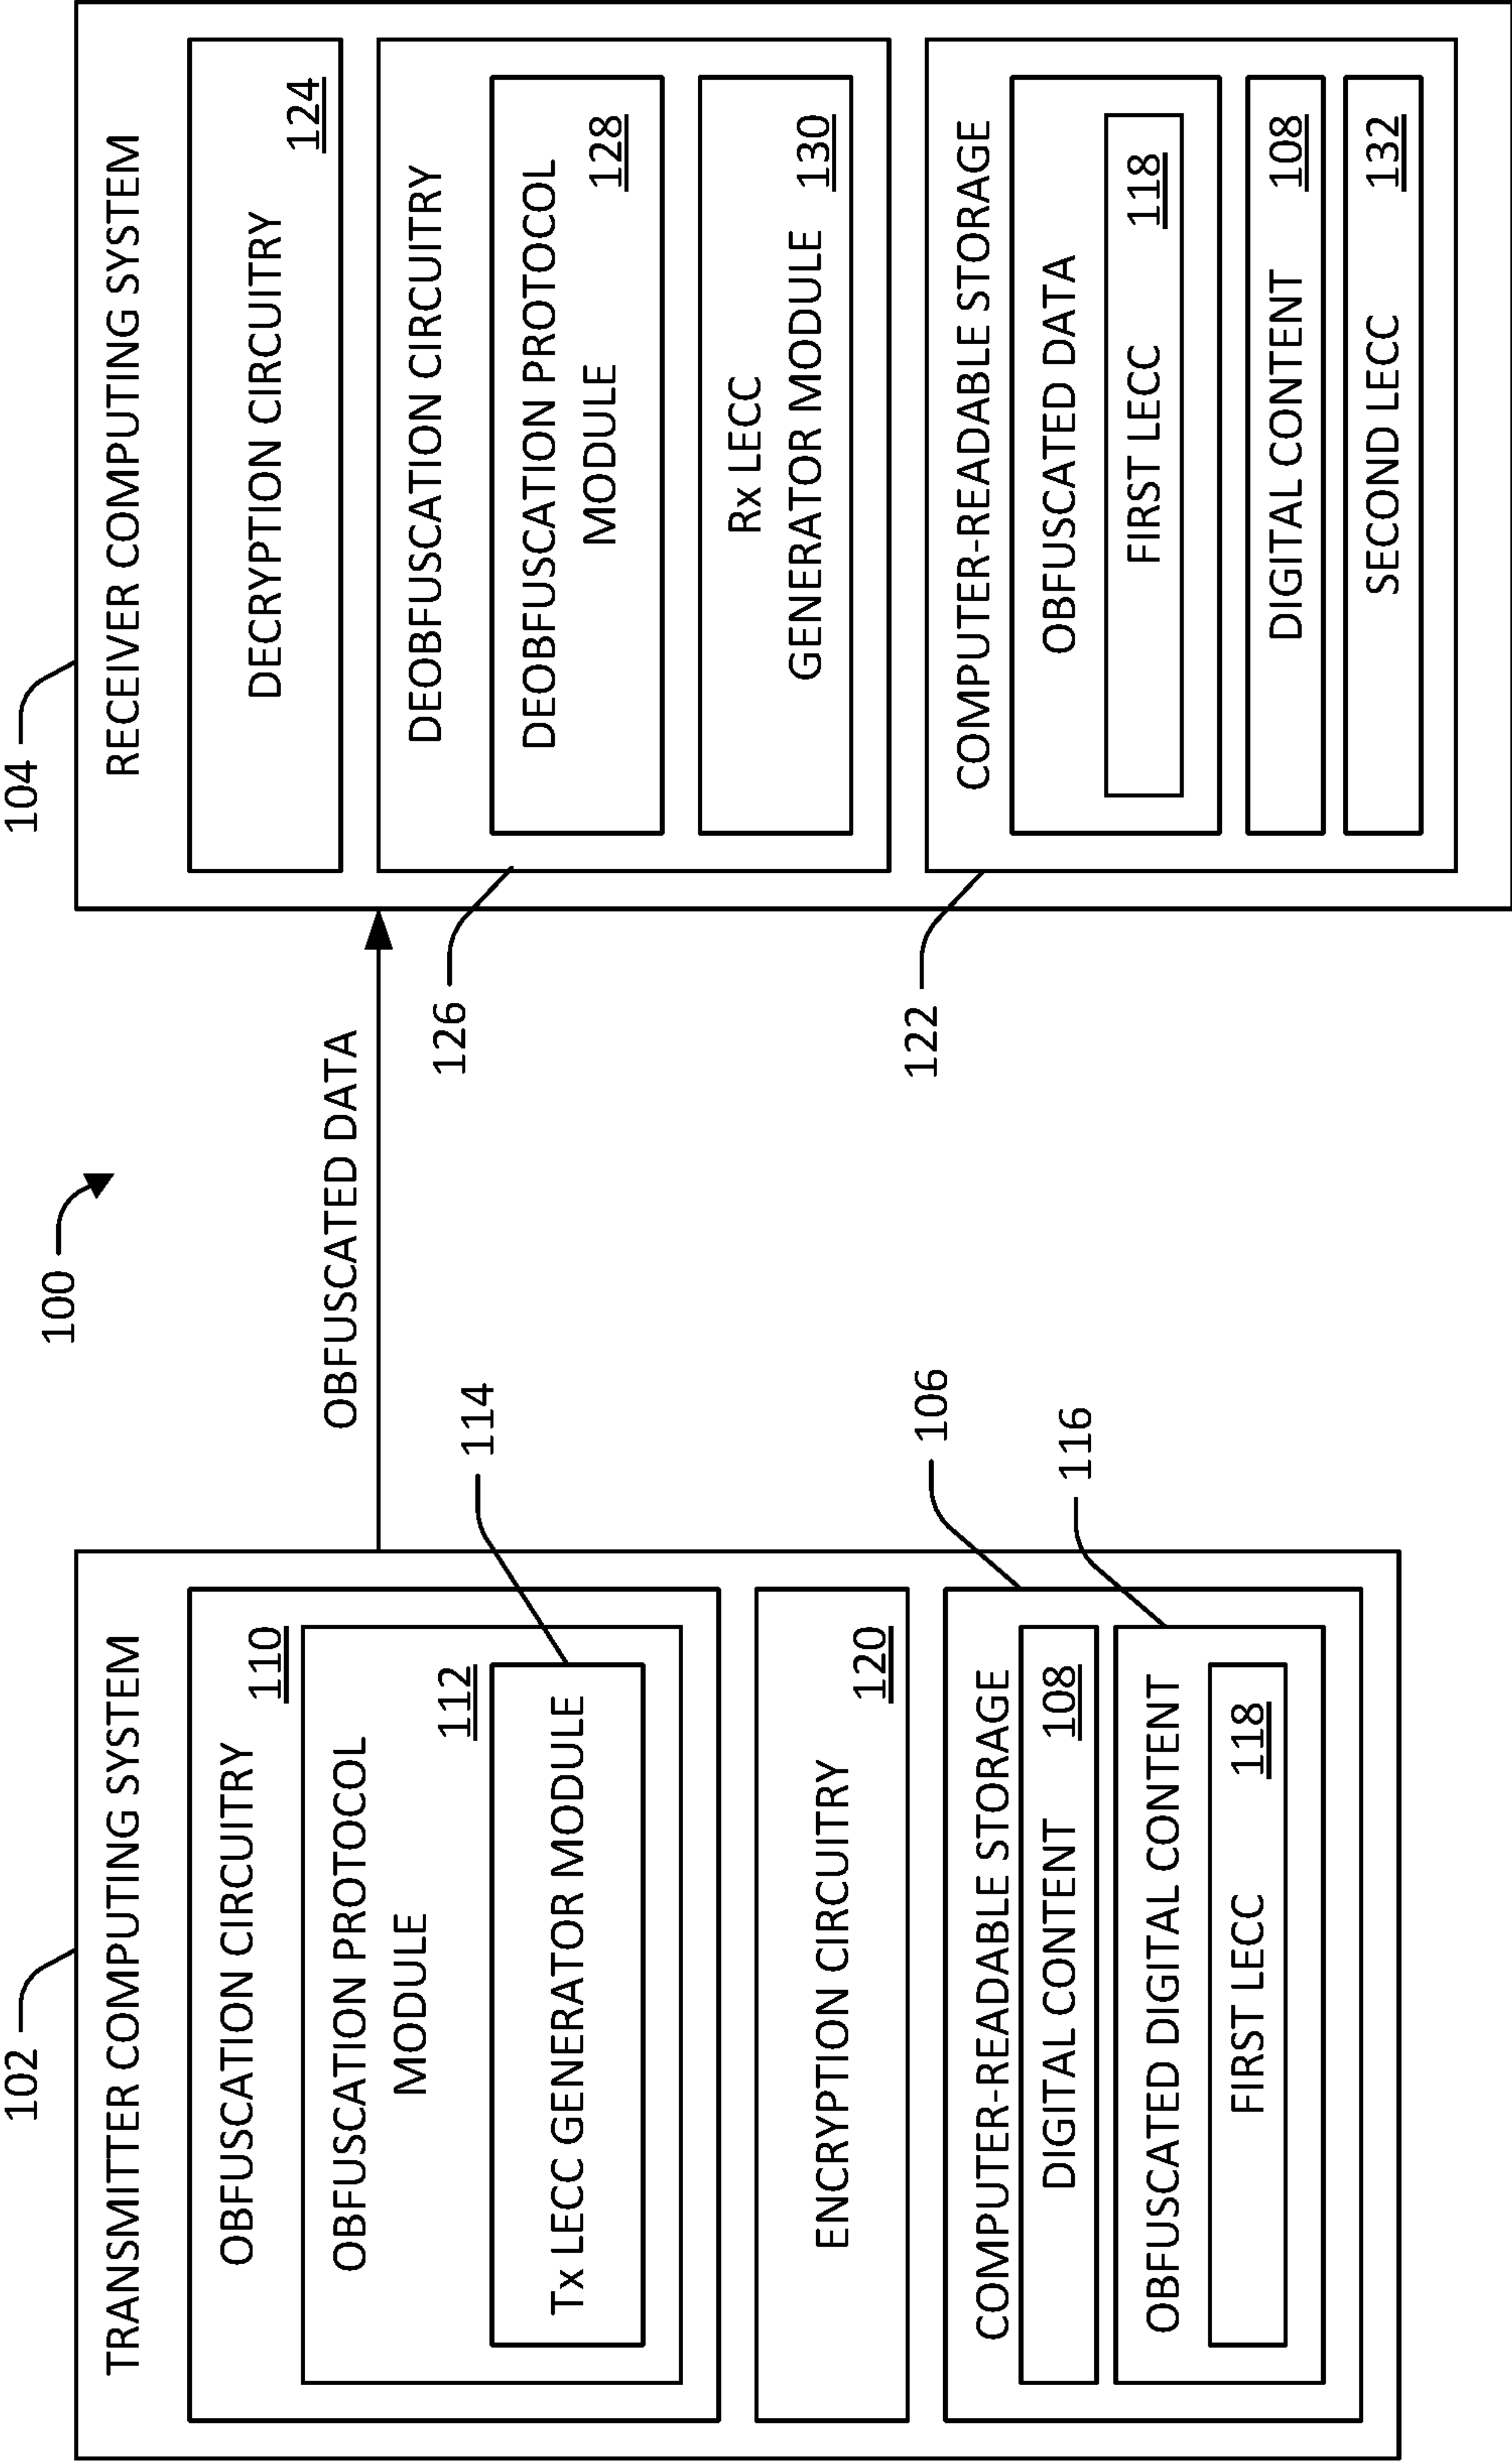 100
102
TRANSMITTER COMPUTING SYSTEM
OBFUSCATION CIRCUITRY
110
OBFUSCATION PROTOCOL
MODULE
112
Tx LECC GENERATOR MODULE
114
ENCRYPTION CIRCUITRY
120
COMPUTER-READABLE STORAGE
106
DIGITAL CONTENT
108
OBFUSCATED DIGITAL CONTENT
116
FIRST LECC
118
OBFUSCATED DATA
104
RECEIVER COMPUTING SYSTEM
DECRYPTION CIRCUITRY
124
DEOBFUSCATION CIRCUITRY
126
DEOBFUSCATION PROTOCOL
MODULE
128
Rx LECC
GENERATOR MODULE
130
COMPUTER-READABLE STORAGE
122
OBFUSCATED DATA
FIRST LECC
118
DIGITAL CONTENT
108
SECOND LECC
132